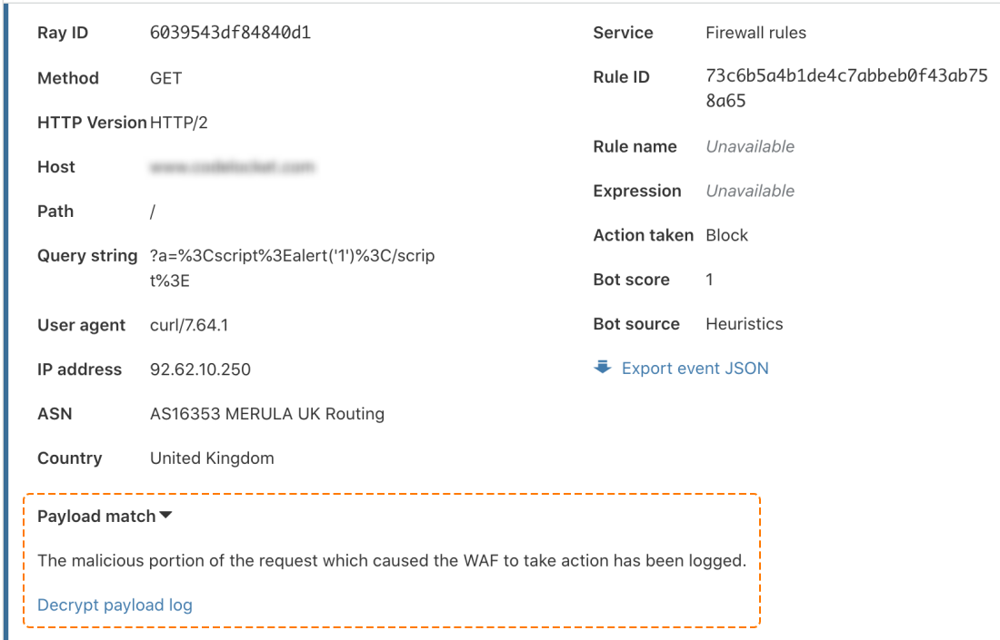 Ray ID 6039543df84840d1
Method GET
HTTP Version HTTP/2
Host
Path /
Query string ?a=%3Cscript%3Ealert('1')%3C/scrip
t%3E
User agent curl/7.64.1
IP address 92.62.10.250
ASN AS16353 MERULA UK Routing
Country United Kingdom
Service Firewall rules
Rule ID 73c6b5a4b1de4c7abbeb0f43ab75
8a65
Rule name Unavailable
Expression Unavailable
Action taken Block
Bot score 1
Bot source Heuristics
Export event JSON
Payload match
The malicious portion of the request which caused the WAF to take action has been logged.
Decrypt payload log